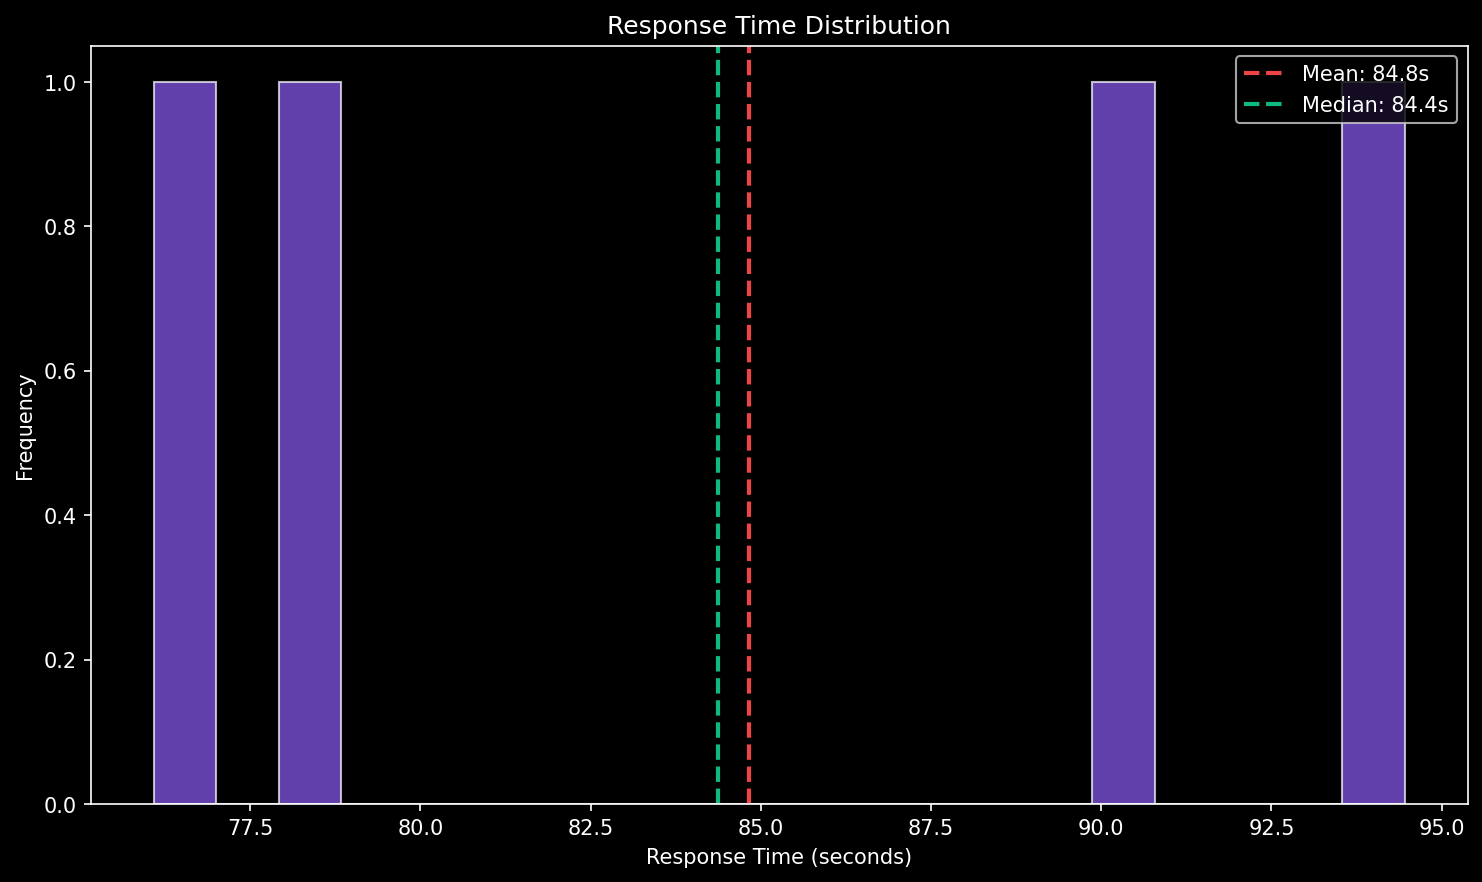 Response Time Distribution
Mean: 84.8s
Median: 84.4s
Frequency
1.0
0.8
0.6
0.4
0.2
0.0
77.5 80.0 82.5 85.0 87.5 90.0 92.5 95.0
Response Time (seconds)